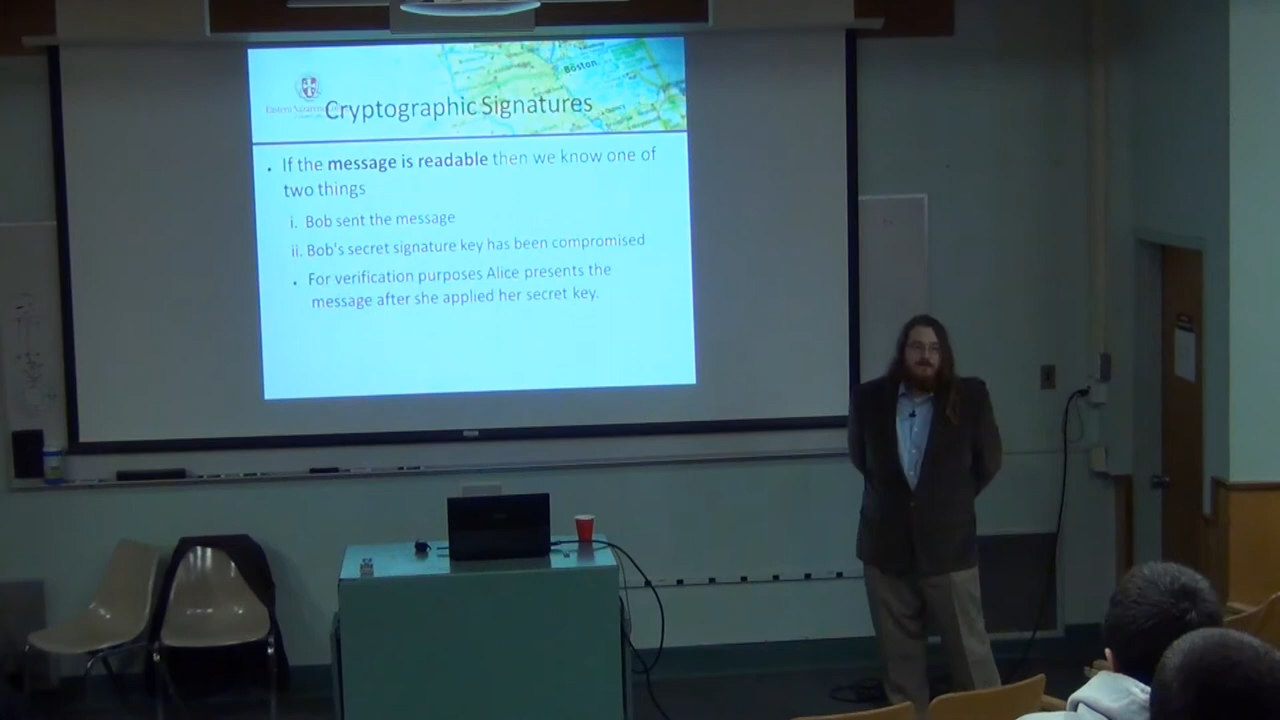 Boston
Eastern Nazarene
Cryptographic Signatures
• If the message is readable then we know one of
two things
i. Bob sent the message
ii. Bob's secret signature key has been compromised
• For verification purposes Alice presents the
message after she applied her secret key.